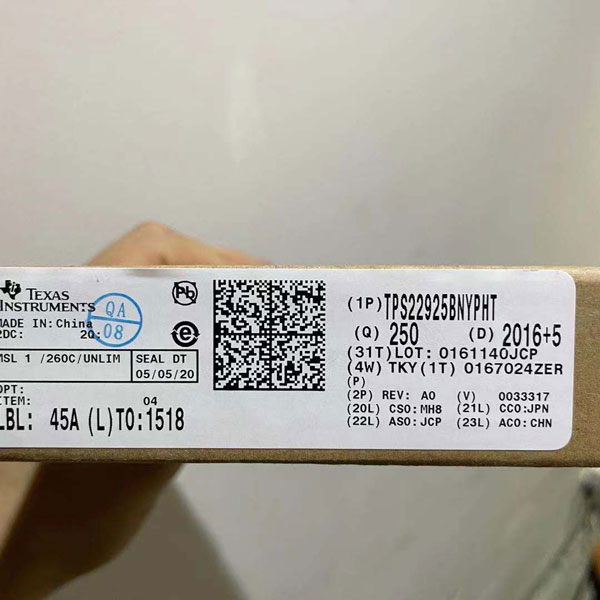 TEXAS
INSTRUMENTS
MADE IN: China
2DC: 2Q:
QA
08
MSL 1 /260C/UNLIM
SEAL DT
05/05/20
OPT:
ITEM: 04
LBL: 45A (L)TO:1518
Pb
e
(1P)TPS22925BNYPHT
(Q) 250 (D) 2016+5
(31T)LOT: 0161140JCP
(4W) TKY(1T) 0167024ZER
(P)
(2P) REV: A0 (V) 0033317
(20L) CSO:MH8 (21L) CCO:JPN
(22L) ASO:JCP (23L) ACO:CHN